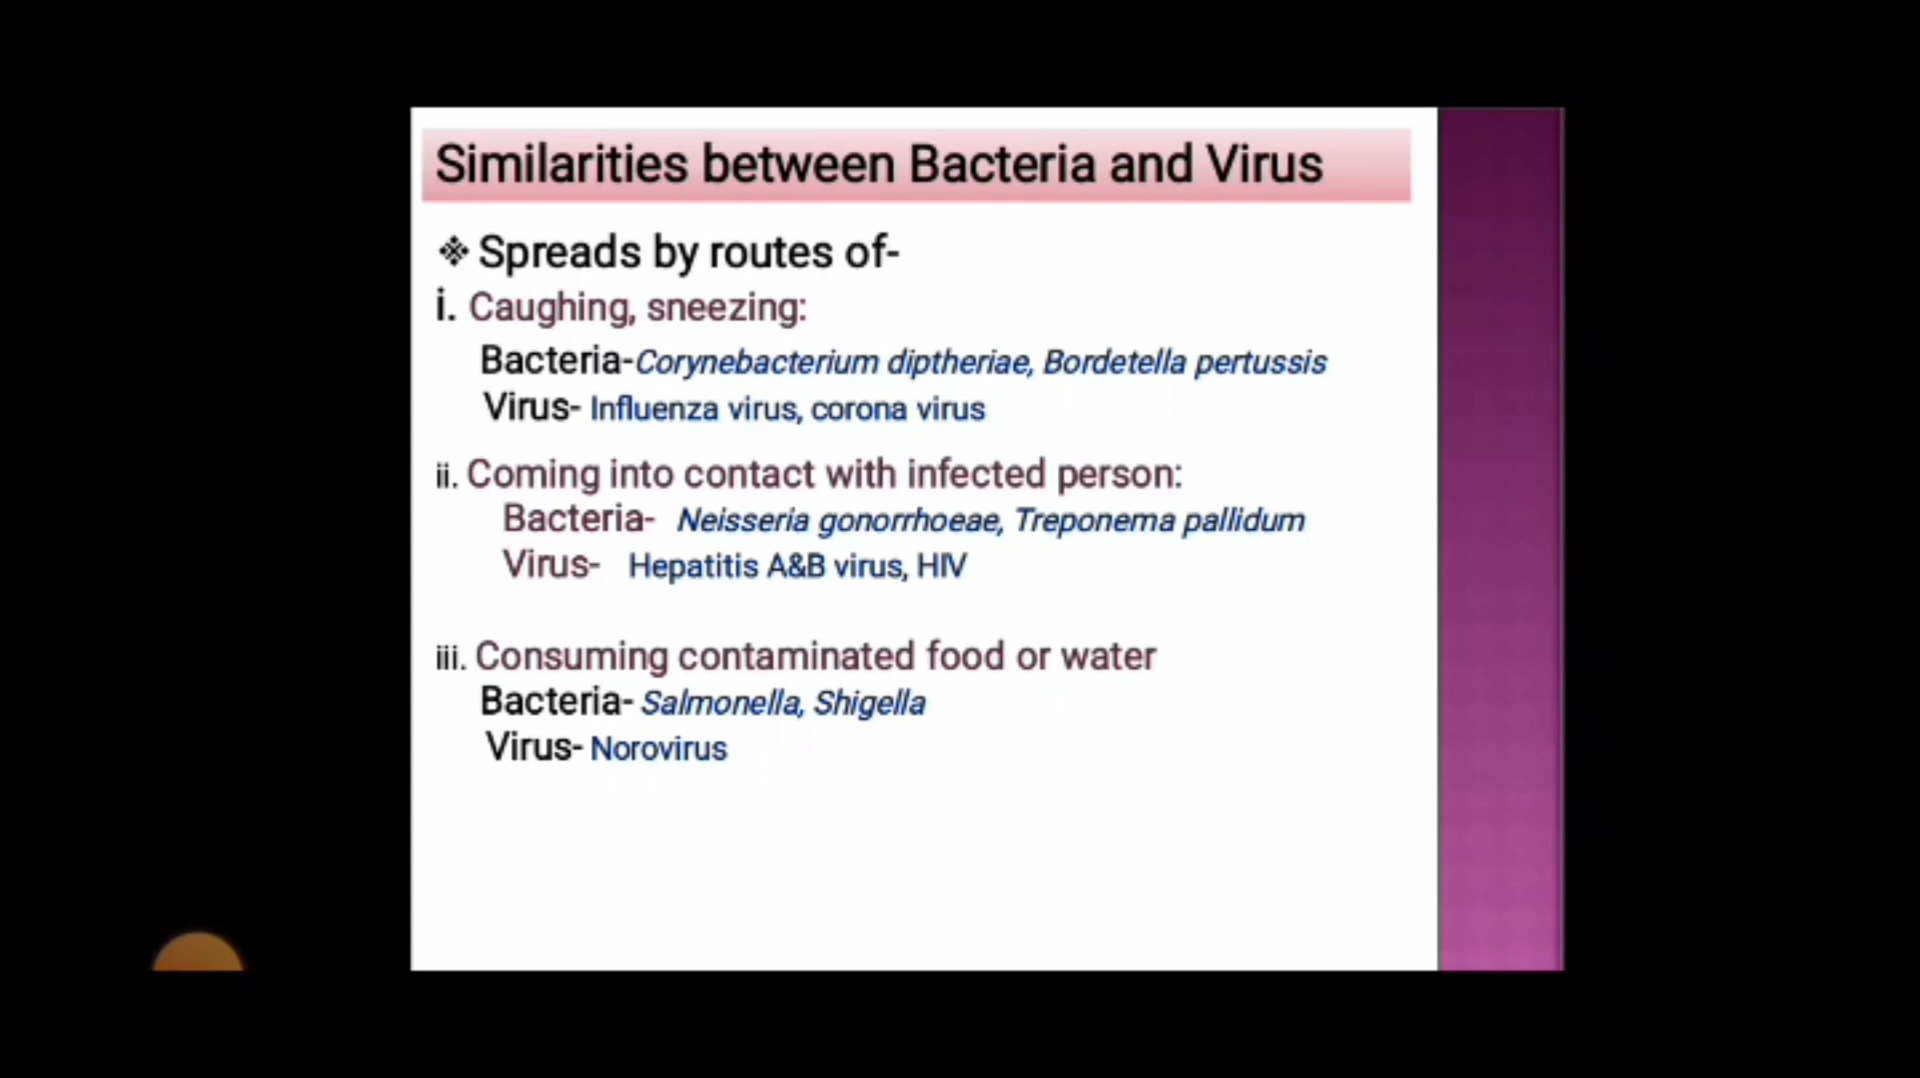 Similarities between Bacteria and Virus
❖ Spreads by routes of-
i. Caughing, sneezing:
Bacteria-Corynebacterium diptheriae, Bordetella pertussis
Virus- Influenza virus, corona virus
ii. Coming into contact with infected person:
Bacteria- Neisseria gonorrhoeae, Treponema pallidum
Virus- Hepatitis A&B virus, HIV
iii. Consuming contaminated food or water
Bacteria- Salmonella, Shigella
Virus- Norovirus